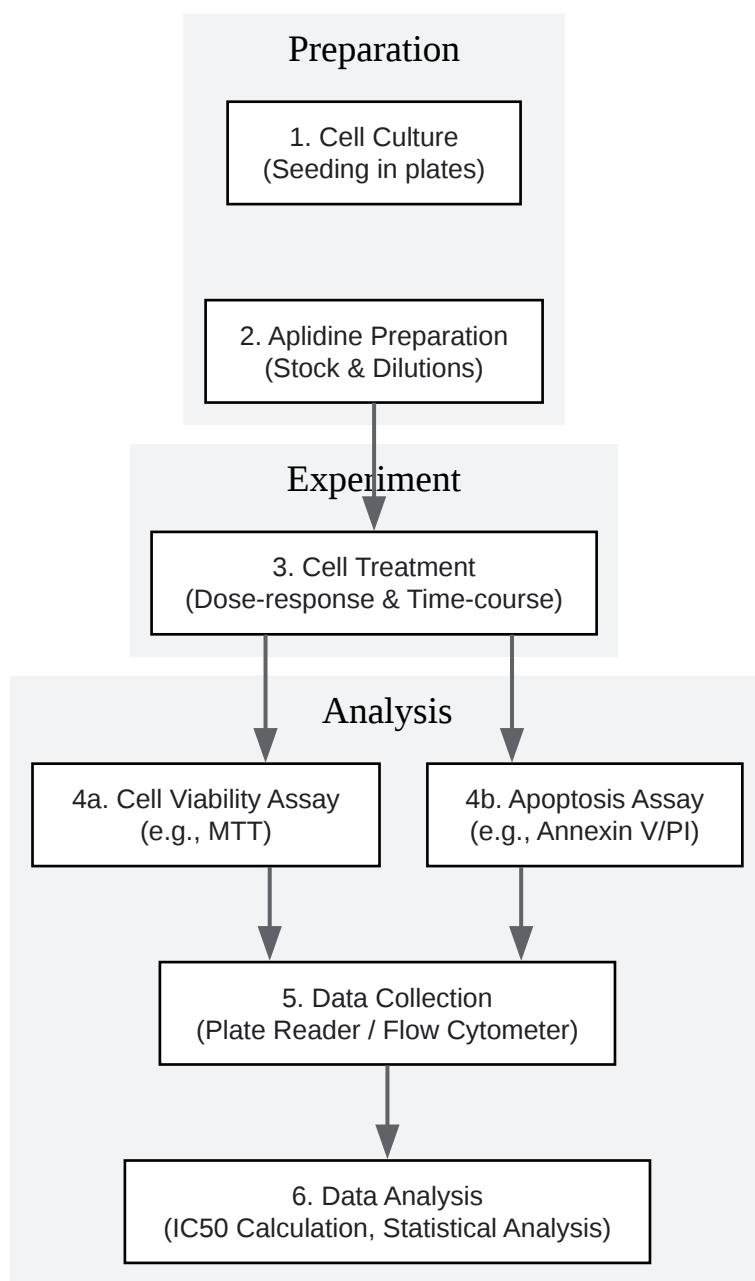 Preparation
1. Cell Culture
(Seeding in plates)
2. Aplidine Preparation
(Stock & Dilutions)
Experiment
3. Cell Treatment
(Dose-response & Time-course)
Analysis
4a. Cell Viability Assay
(e.g., MTT)
4b. Apoptosis Assay
(e.g., Annexin V/PI)
5. Data Collection
(Plate Reader / Flow Cytometer)
6. Data Analysis
(IC50 Calculation, Statistical Analysis)